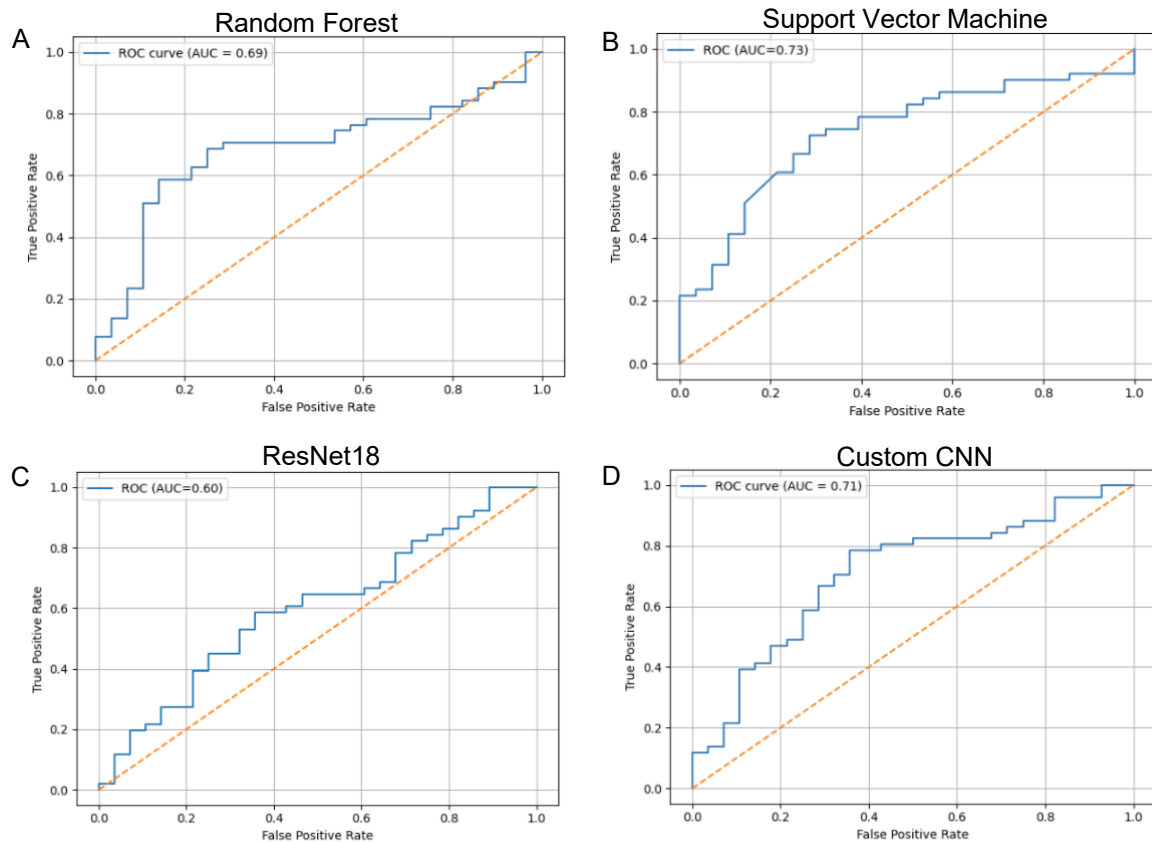 A
Random Forest
ROC curve (AUC = 0.69)
True Positive Rate
1.0
0.8
0.6
0.4
0.2
0.0
0.0 0.2 0.4 0.6 0.8 1.0
False Positive Rate
B
Support Vector Machine
ROC (AUC=0.73)
True Positive Rate
1.0
0.8
0.6
0.4
0.2
0.0
0.0 0.2 0.4 0.6 0.8 1.0
False Positive Rate
C
ResNet18
ROC (AUC=0.60)
True Positive Rate
1.0
0.8
0.6
0.4
0.2
0.0
0.0 0.2 0.4 0.6 0.8 1.0
False Positive Rate
D
Custom CNN
ROC curve (AUC = 0.71)
True Positive Rate
1.0
0.8
0.6
0.4
0.2
0.0
0.0 0.2 0.4 0.6 0.8 1.0
False Positive Rate